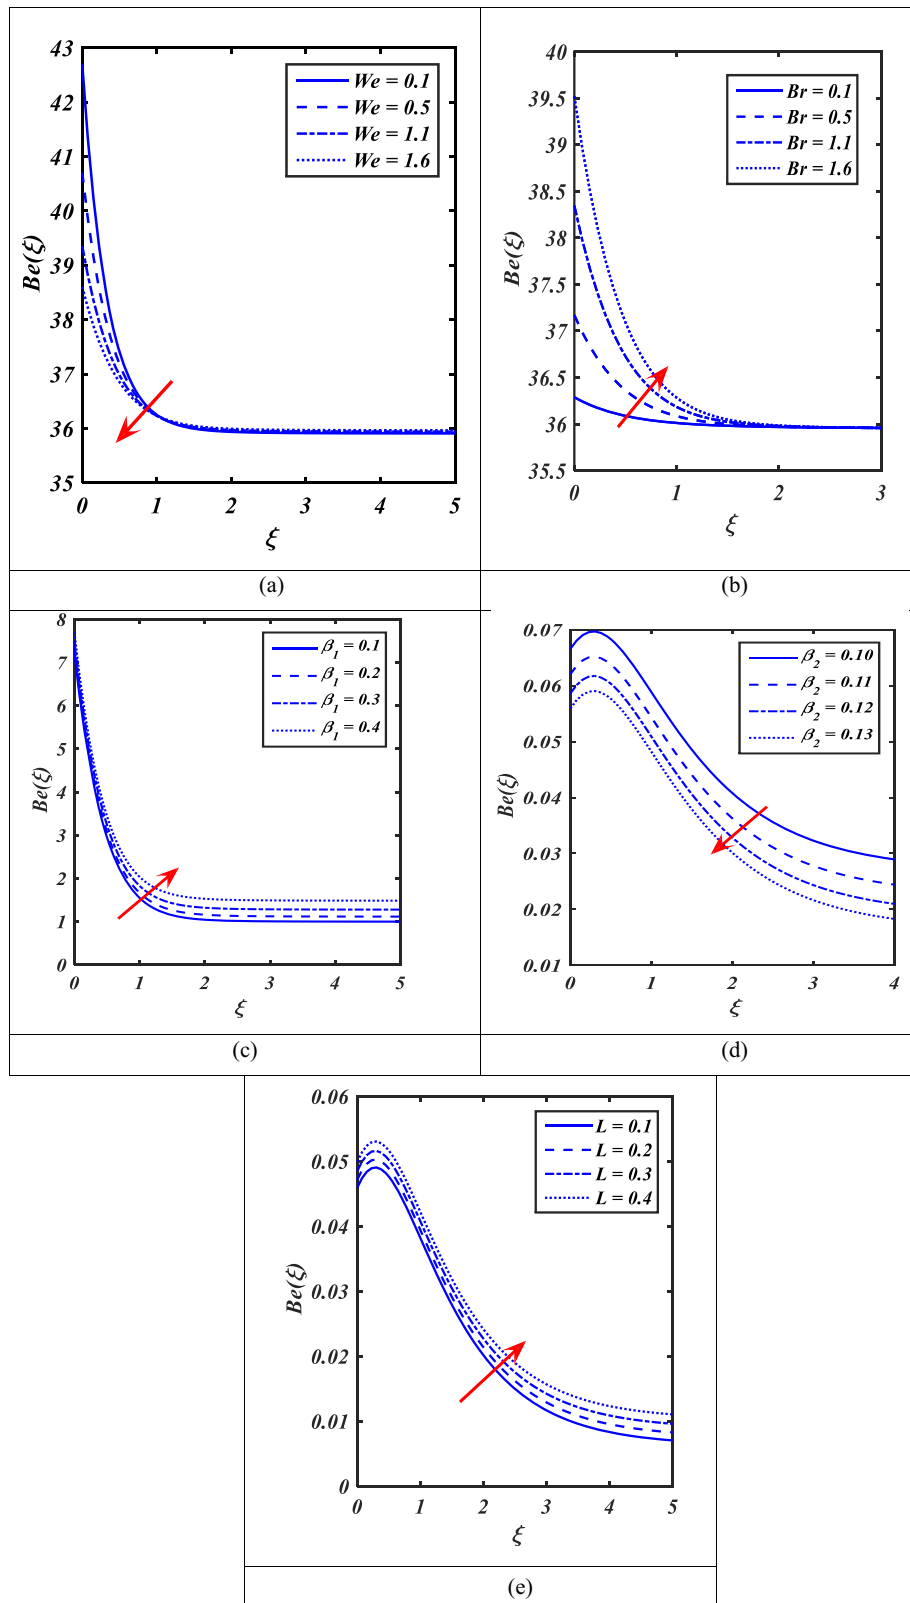 43
42
41
40
39
38
37
36
35
Be(ξ)
0 1 2 3 4 5
ξ
We = 0.1
We = 0.5
We = 1.1
We = 1.6
(a)
40
39.5
39
38.5
38
37.5
37
36.5
36
35.5
Be(ξ)
0 1 2 3
ξ
Br = 0.1
Br = 0.5
Br = 1.1
Br = 1.6
(b)
8
7
6
5
4
3
2
1
0
Be(ξ)
0 1 2 3 4 5
ξ
β₁ = 0.1
β₁ = 0.2
β₁ = 0.3
β₁ = 0.4
(c)
0.07
0.06
0.05
0.04
0.03
0.02
0.01
Be(ξ)
0 1 2 3 4
ξ
β₂ = 0.10
β₂ = 0.11
β₂ = 0.12
β₂ = 0.13
(d)
0.06
0.05
0.04
0.03
0.02
0.01
0
Be(ξ)
0 1 2 3 4 5
ξ
L = 0.1
L = 0.2
L = 0.3
L = 0.4
(e)